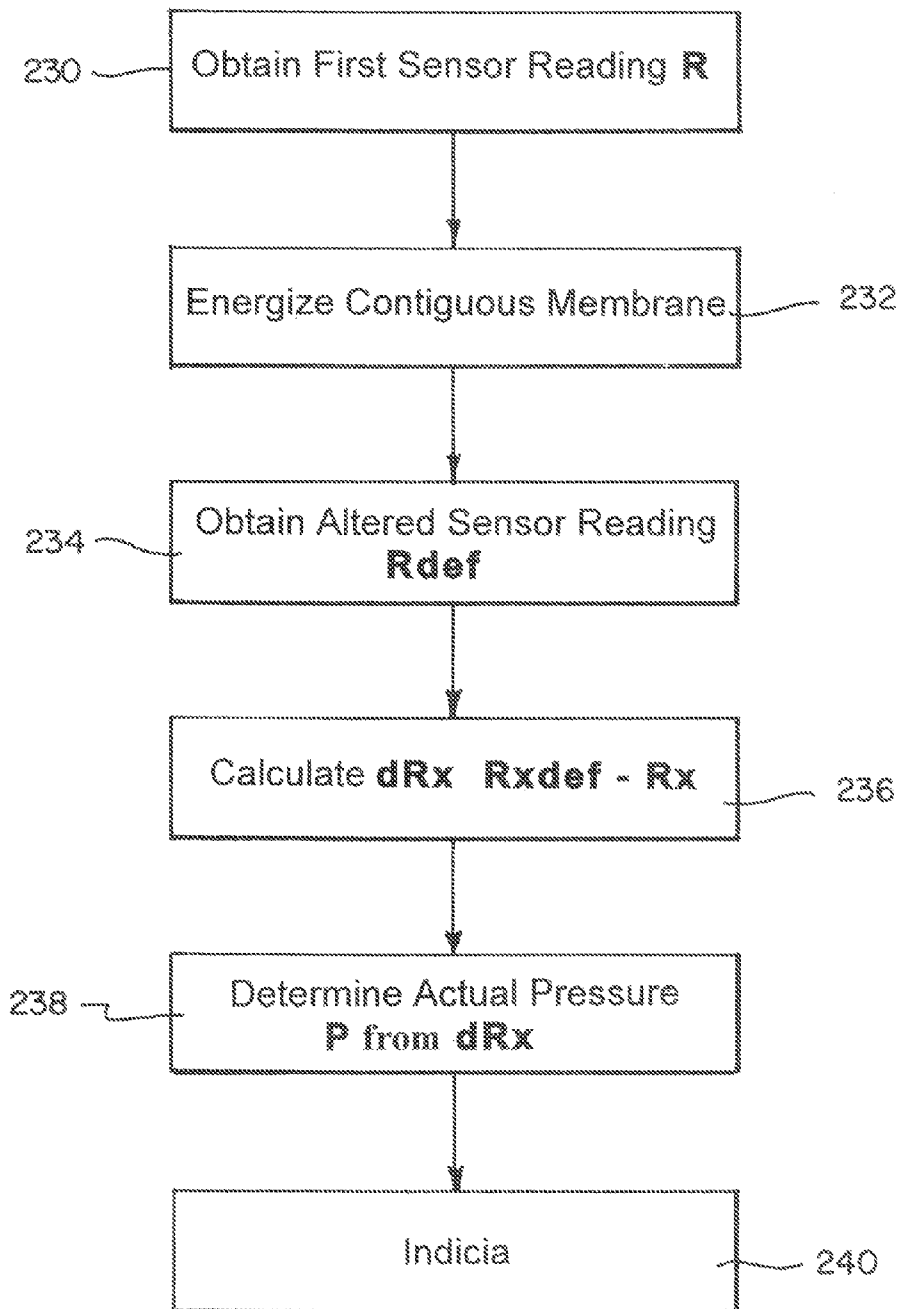 230
Obtain First Sensor Reading R
Energize Contiguous Membrane
232
Obtain Altered Sensor Reading
234
Rdef
Calculate dRx Rxdef - Rx
236
238
Determine Actual Pressure
P from dRx
Indicia
240